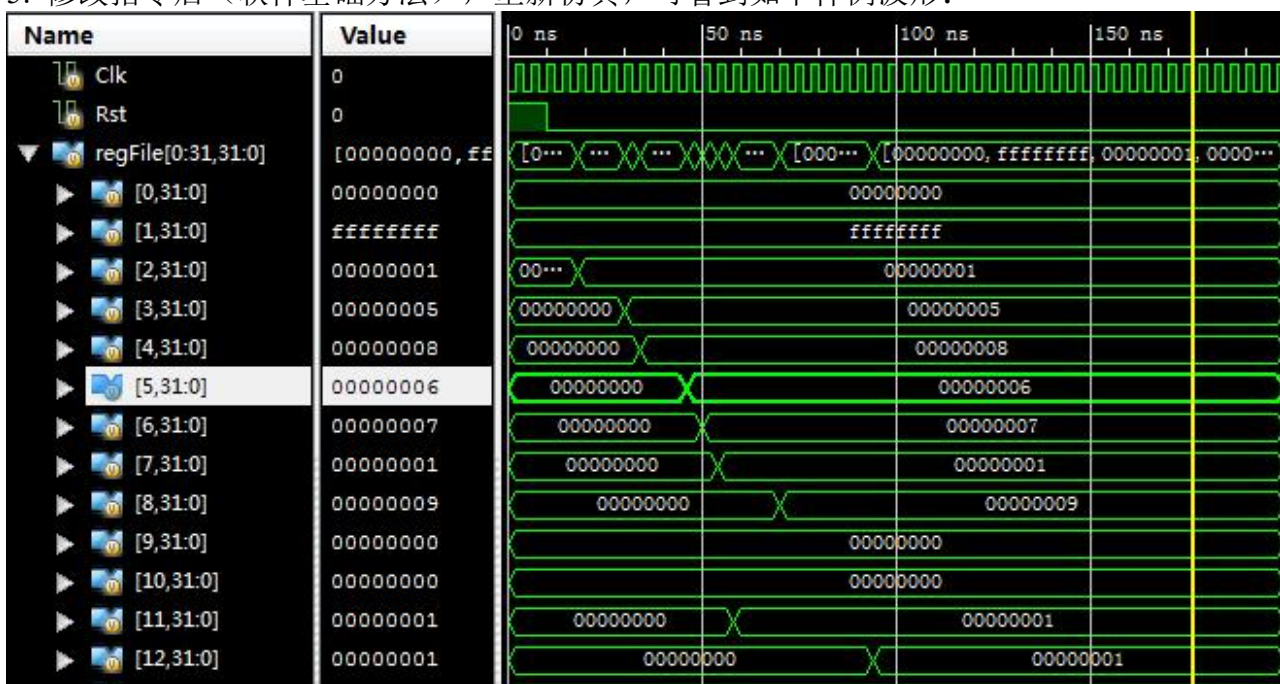 修改指令后（软件基础方法），重新仿真，可看到如下样例波形：
Name Value 0 ns 50 ns 100 ns 150 ns
Clk 0
Rst 0
regFile[0:31,31:0] [00000000,ff [0… … … … [000… [00000000, ffffffff, 00000001, 0000…
[0,31:0] 00000000 00000000
[1,31:0] ffffffff ffffffff
[2,31:0] 00000001 00… 00000001
[3,31:0] 00000005 00000000 00000005
[4,31:0] 00000008 00000000 00000008
[5,31:0] 00000006 00000000 00000006
[6,31:0] 00000007 00000000 00000007
[7,31:0] 00000001 00000000 00000001
[8,31:0] 00000009 00000000 00000009
[9,31:0] 00000000 00000000
[10,31:0] 00000000 00000000
[11,31:0] 00000001 00000000 00000001
[12,31:0] 00000001 00000000 00000001